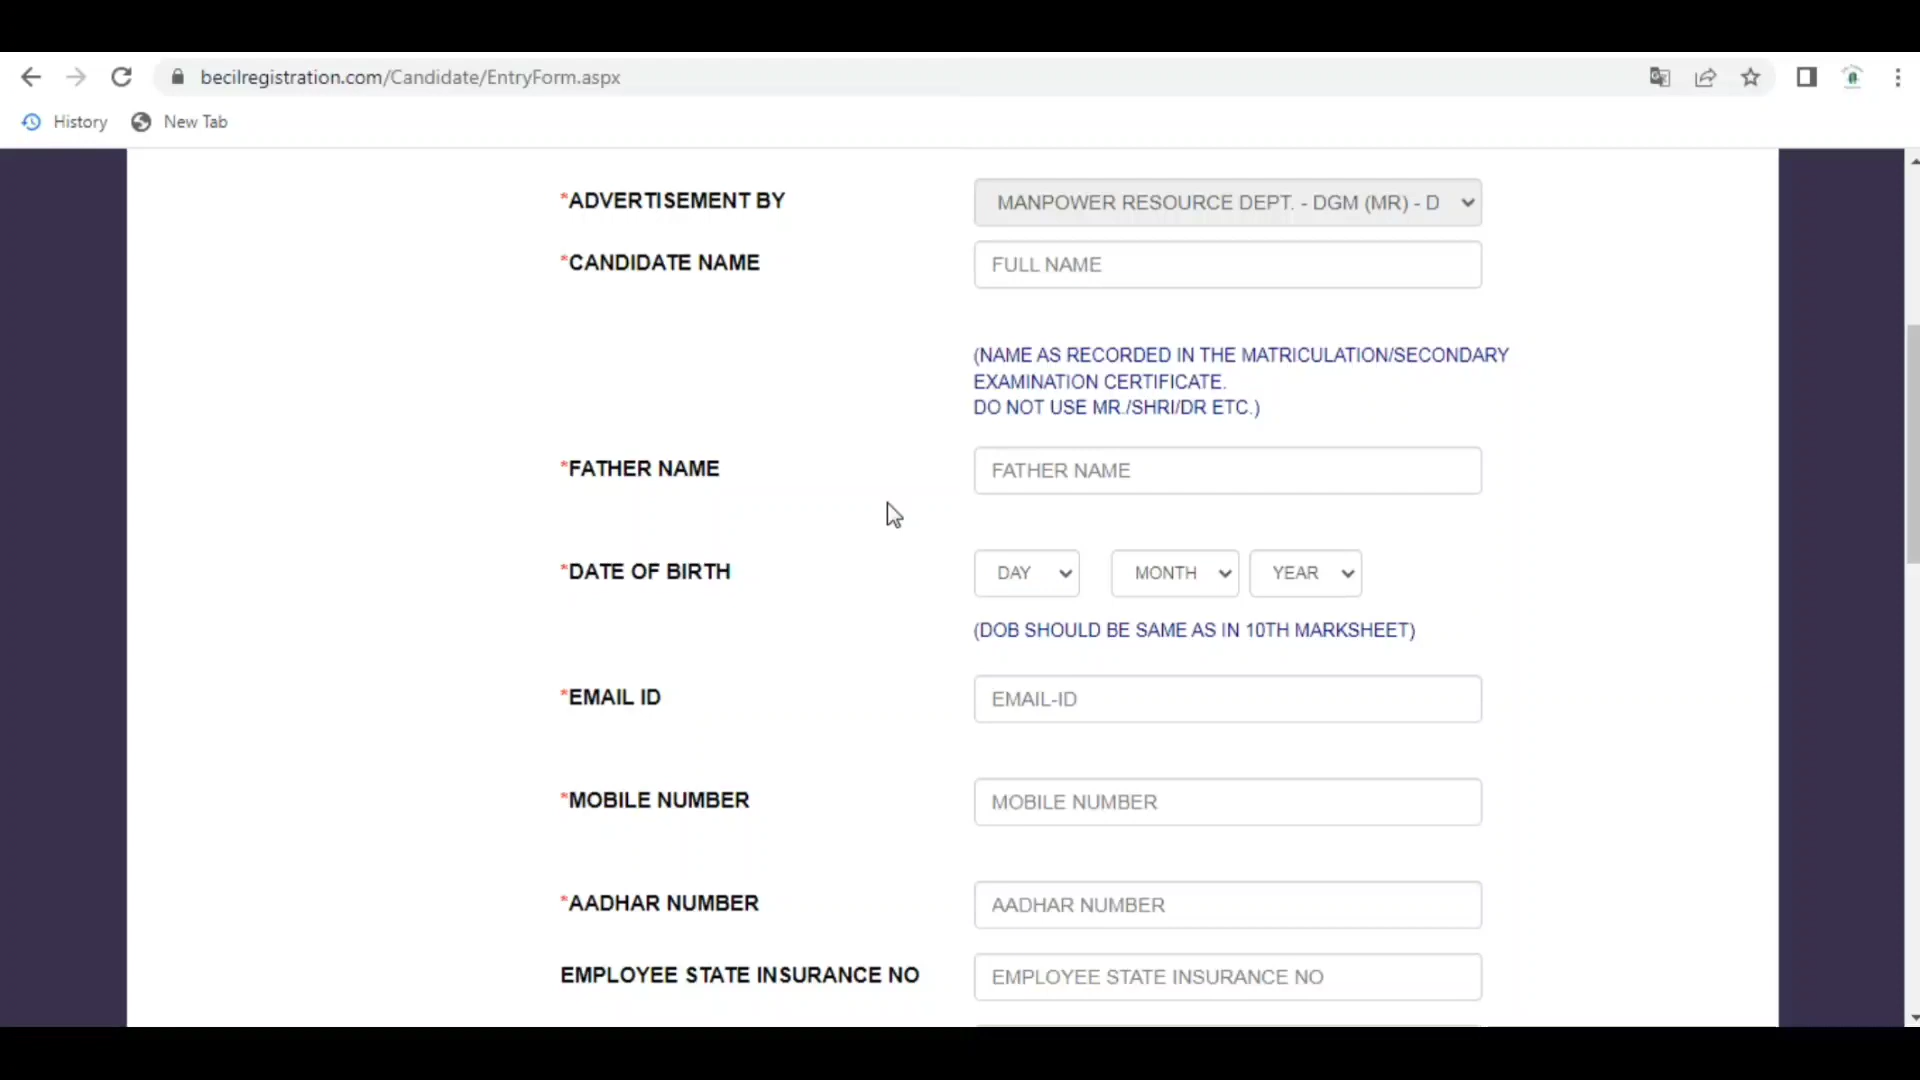 becilregistration.com/Candidate/EntryForm.aspx
History New Tab
*ADVERTISEMENT BY MANPOWER RESOURCE DEPT. - DGM (MR) - D
*CANDIDATE NAME FULL NAME
(NAME AS RECORDED IN THE MATRICULATION/SECONDARY
EXAMINATION CERTIFICATE.
DO NOT USE MR./SHRI/DR ETC.)
*FATHER NAME FATHER NAME
*DATE OF BIRTH DAY MONTH YEAR
(DOB SHOULD BE SAME AS IN 10TH MARKSHEET)
*EMAIL ID EMAIL-ID
*MOBILE NUMBER MOBILE NUMBER
*AADHAR NUMBER AADHAR NUMBER
EMPLOYEE STATE INSURANCE NO EMPLOYEE STATE INSURANCE NO